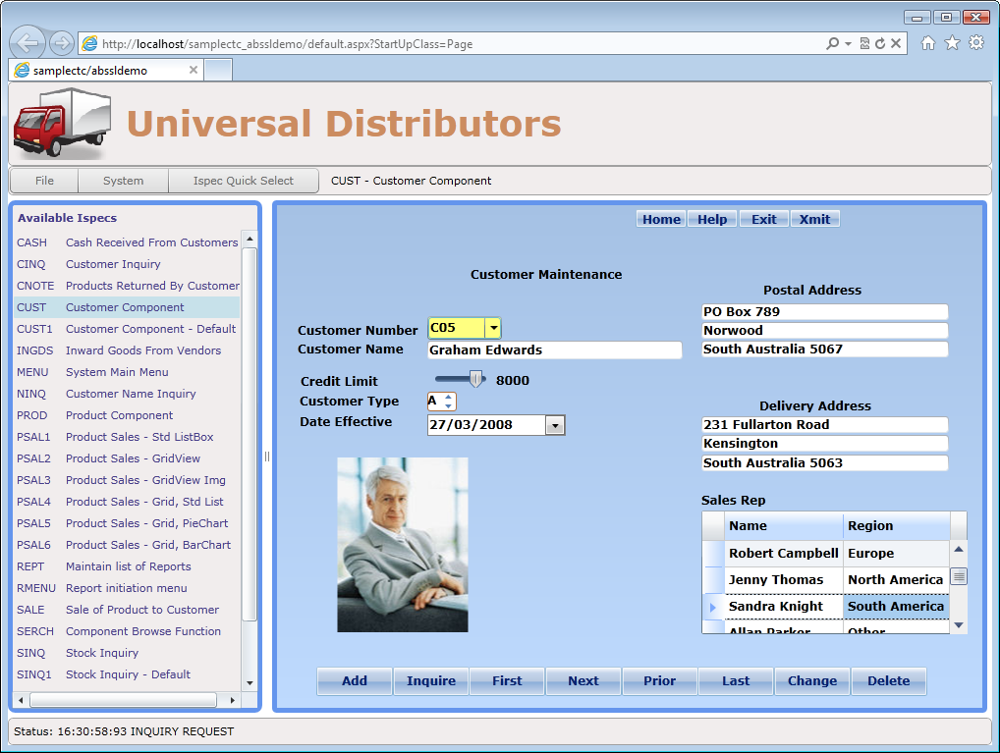 http://localhost/samplectc_abssldemo/default.aspx?StartUpClass=Page
samplectc/abssldemo
Universal Distributors
File System Ispec Quick Select CUST - Customer Component
Available Ispecs
CASH Cash Received From Customers
CINQ Customer Inquiry
CNOTE Products Returned By Customer
CUST Customer Component
CUST1 Customer Component - Default
INGDS Inward Goods From Vendors
MENU System Main Menu
NINQ Customer Name Inquiry
PROD Product Component
PSAL1 Product Sales - Std ListBox
PSAL2 Product Sales - GridView
PSAL3 Product Sales - GridView Img
PSAL4 Product Sales - Grid, Std List
PSAL5 Product Sales - Grid, PieChart
PSAL6 Product Sales - Grid, BarChart
REPT Maintain list of Reports
RMENU Report initiation menu
SALE Sale of Product to Customer
SERCH Component Browse Function
SINQ Stock Inquiry
SINQ1 Stock Inquiry - Default
Home Help Exit Xmit
Customer Maintenance
Customer Number C05
Customer Name Graham Edwards
Credit Limit 8000
Customer Type A
Date Effective 27/03/2008
Postal Address
PO Box 789
Norwood
South Australia 5067
Delivery Address
231 Fullarton Road
Kensington
South Australia 5063
Sales Rep
Name Region
Robert Campbell Europe
Jenny Thomas North America
Sandra Knight South America
Allan Parker Other
Add Inquire First Next Prior Last Change Delete
Status: 16:30:58:93 INQUIRY REQUEST